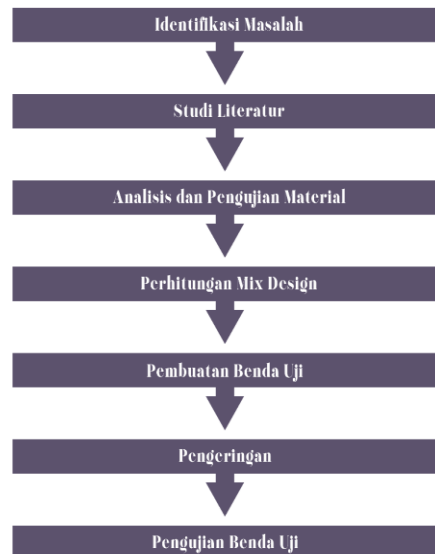 Identifikasi Masalah
Studi Literatur
Analisis dan Pengujian Material
Perhitungan Mix Design
Pembuatan Benda Uji
Pengeringan
Pengujian Benda Uji